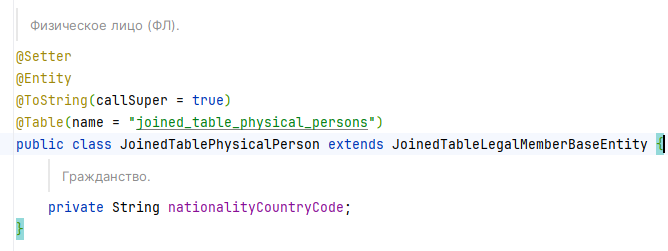 Физическое лицо (ФЛ).
@Setter
@Entity
@ToString(callSuper = true)
@Table(name = "joined_table_physical_persons")
public class JoinedTablePhysicalPerson extends JoinedTableLegalMemberBaseEntity {
Гражданство.
private String nationalityCountryCode;
}